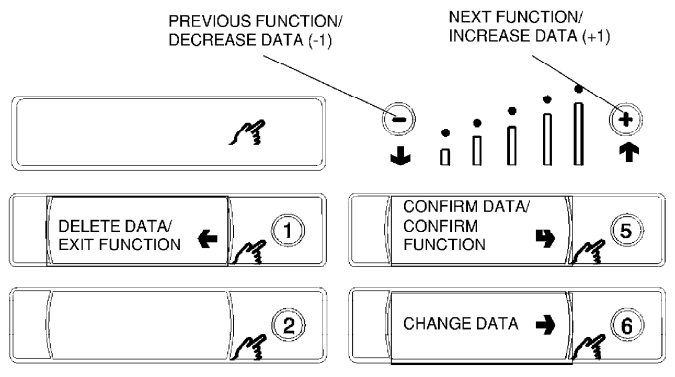 PREVIOUS FUNCTION/
DECREASE DATA (-1)
NEXT FUNCTION/
INCREASE DATA (+1)
DELETE DATA/
EXIT FUNCTION
1
CONFIRM DATA/
CONFIRM
FUNCTION
5
2
CHANGE DATA
6